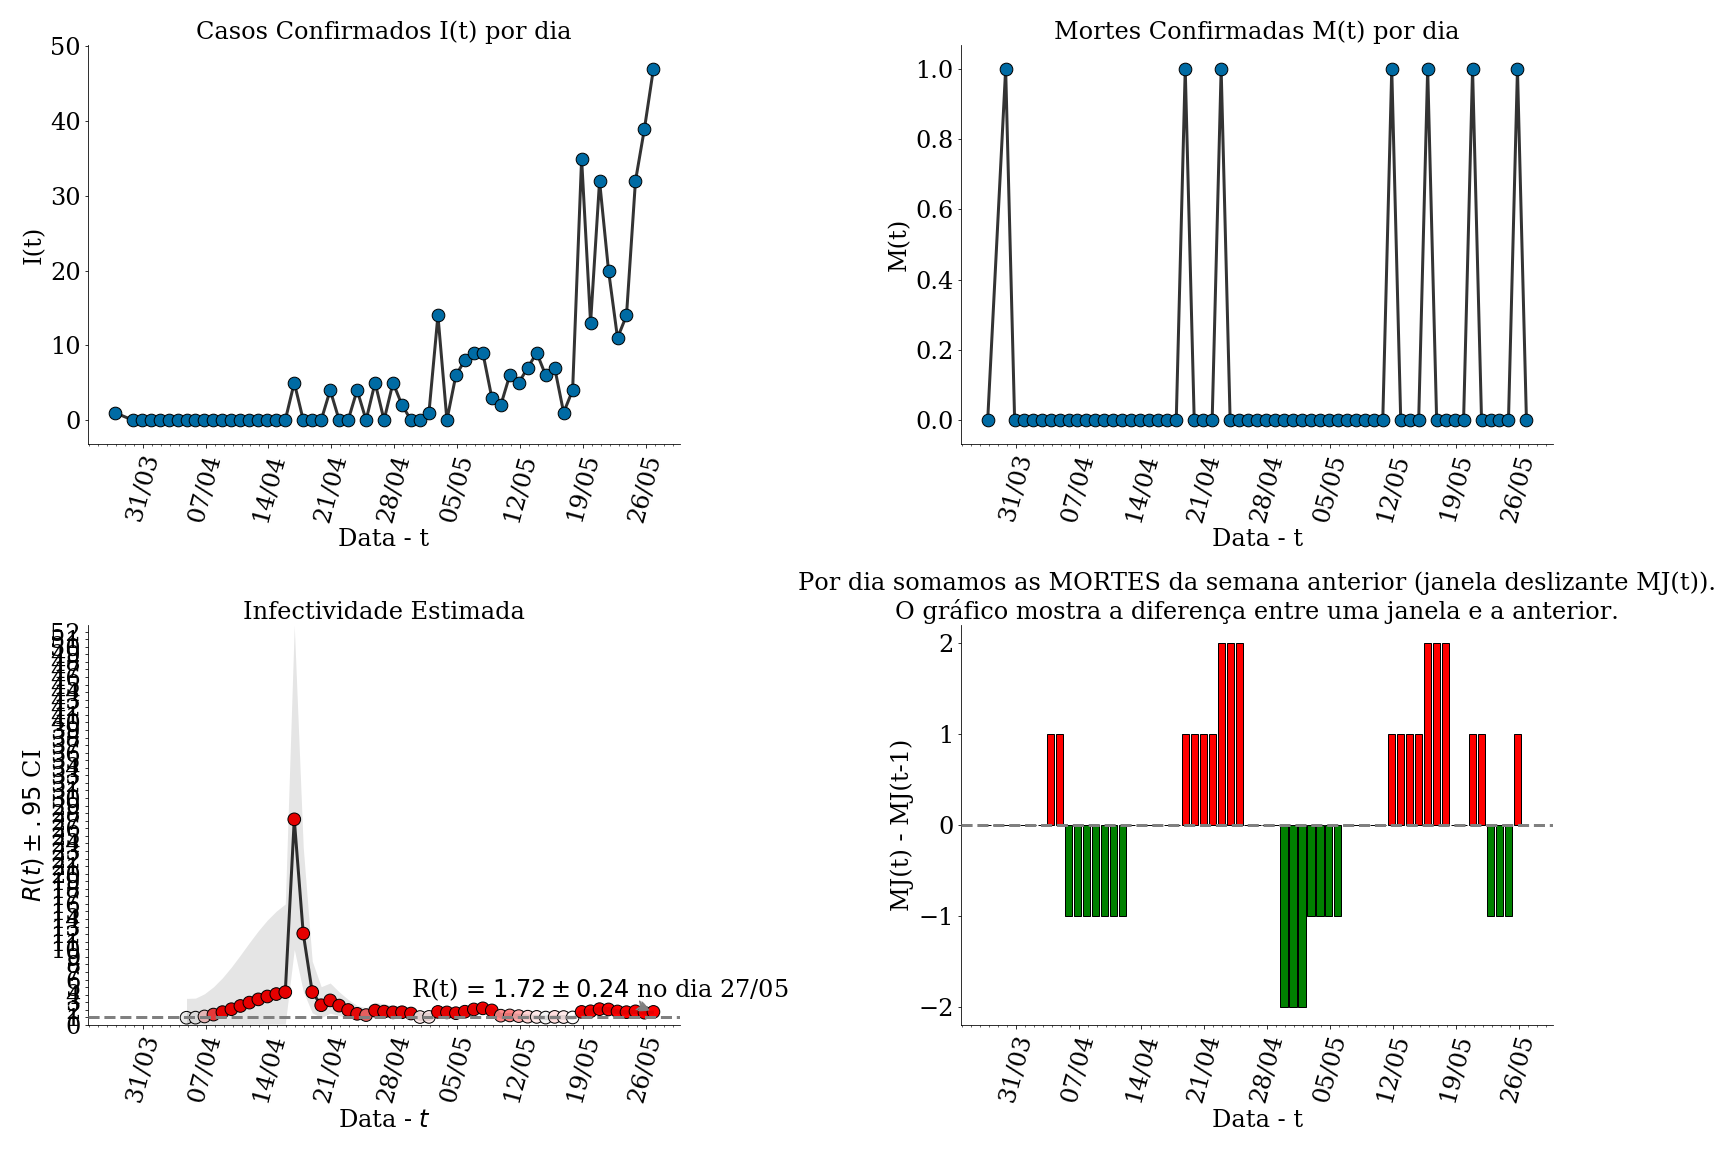 Casos Confirmados I(t) por dia
50
40
30
20
10
0
I(t)
31/03 07/04 14/04 21/04 28/04 05/05 12/05 19/05 26/05
Data - t
Mortes Confirmadas M(t) por dia
1.0
0.8
0.6
0.4
0.2
0.0
M(t)
31/03 07/04 14/04 21/04 28/04 05/05 12/05 19/05 26/05
Data - t
Infectividade Estimada
52
R(t) ± .95 CI
R(t) = 1.72 ± 0.24 no dia 27/05
0
31/03 07/04 14/04 21/04 28/04 05/05 12/05 19/05 26/05
Data - t
Por dia somamos as MORTES da semana anterior (janela deslizante MJ(t)).
O gráfico mostra a diferença entre uma janela e a anterior.
2
1
0
−1
−2
MJ(t) - MJ(t-1)
31/03 07/04 14/04 21/04 28/04 05/05 12/05 19/05 26/05
Data - t